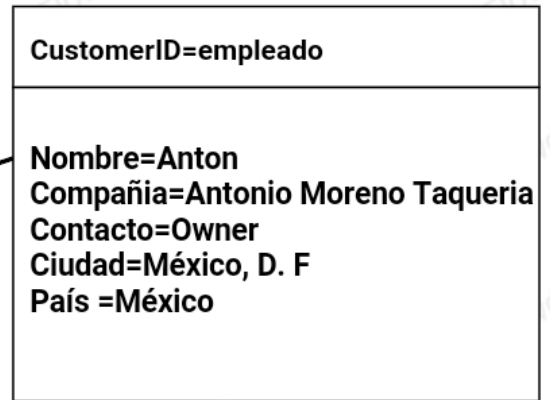 CustomerID=empleado
Nombre=Anton
Compañia=Antonio Moreno Taqueria
Contacto=Owner
Ciudad=México, D. F
País =México